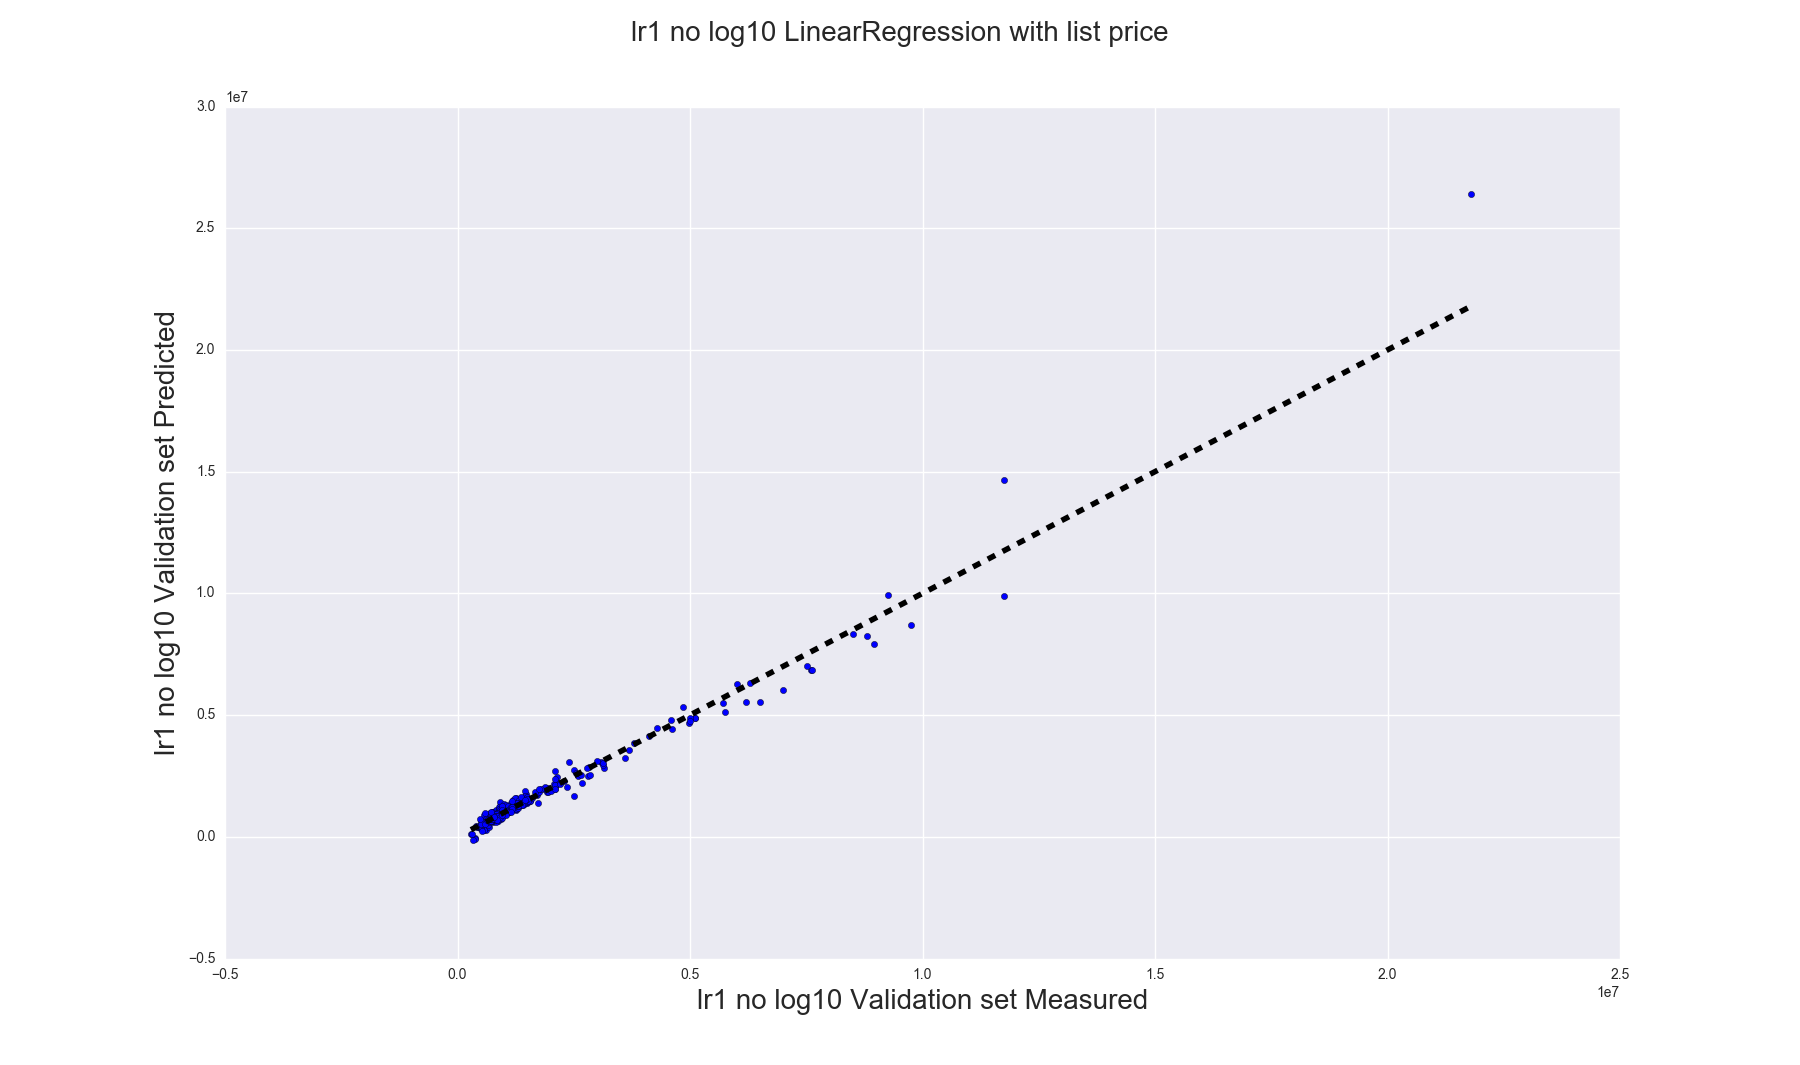 lr1 no log10 LinearRegression with list price
1e7
3.0
2.5
2.0
1.5
1.0
0.5
0.0
−0.5
lr1 no log10 Validation set Predicted
−0.5 0.0 0.5 1.0 1.5 2.0 2.5
1e7
lr1 no log10 Validation set Measured